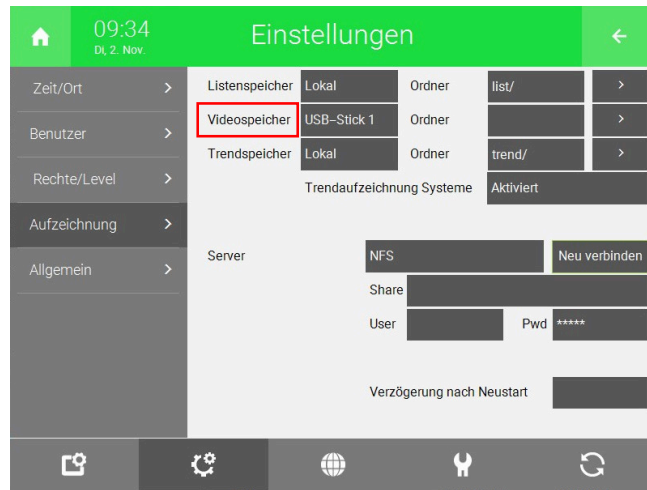 09:34
Di, 2. Nov.
Einstellungen
Zeit/Ort
Benutzer
Rechte/Level
Aufzeichnung
Allgemein
Listenspeicher Lokal Ordner list/
Videospeicher USB-Stick 1 Ordner
Trendspeicher Lokal Ordner trend/
Trendaufzeichnung Systeme Aktiviert
Server NFS Neu verbinden
Share
User Pwd *****
Verzögerung nach Neustart